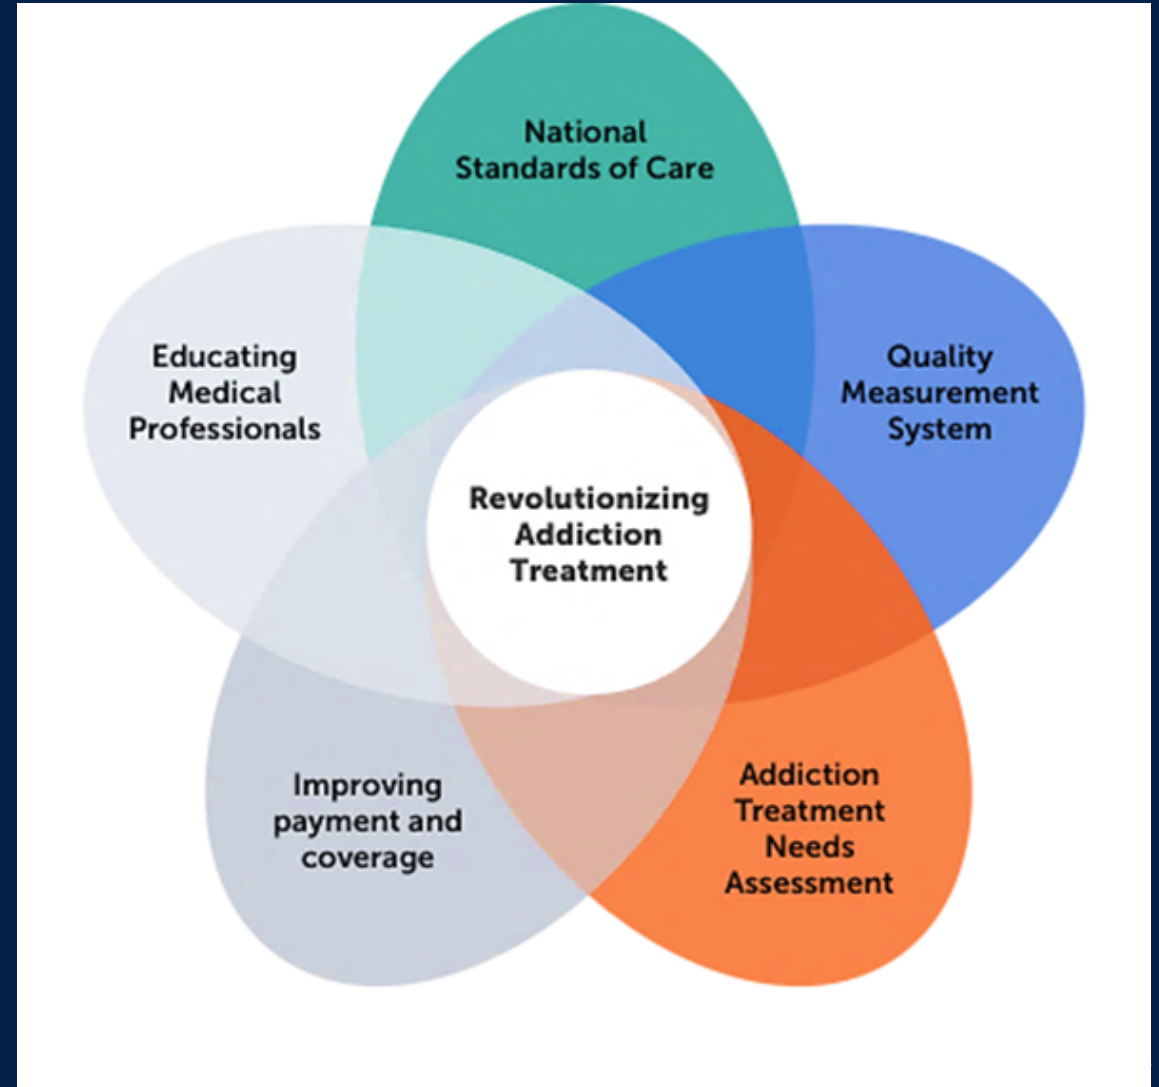 National
Standards of Care
Educating
Medical
Professionals
Quality
Measurement
System
Revolutionizing
Addiction
Treatment
Improving
payment and
coverage
Addiction
Treatment
Needs
Assessment